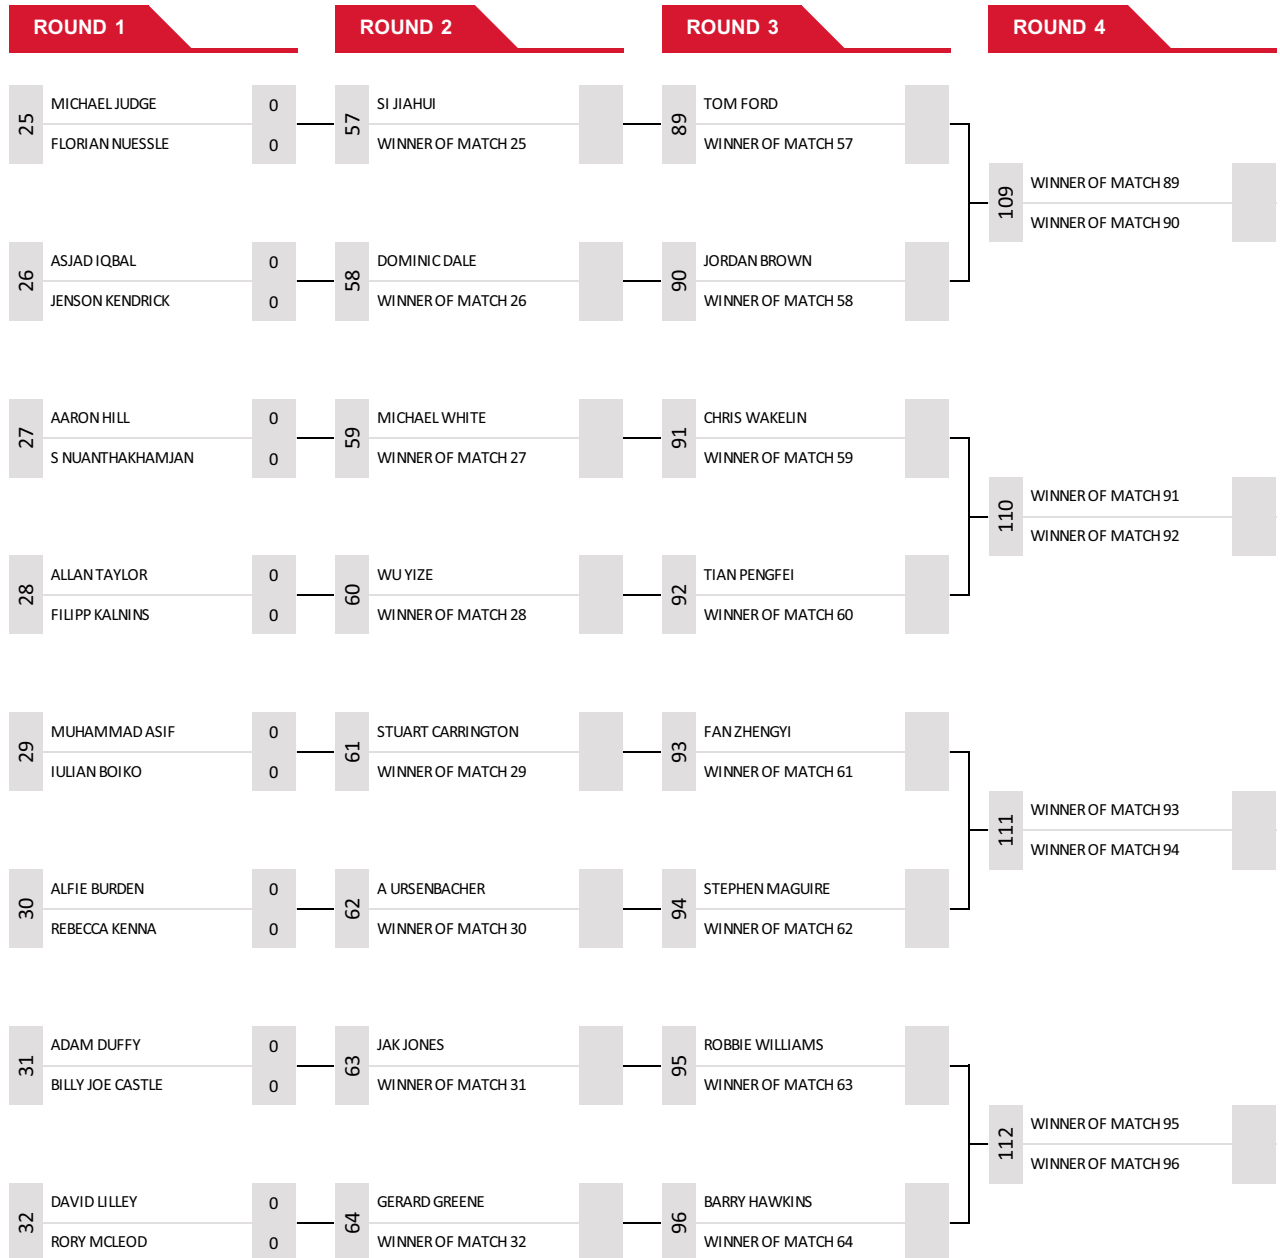 ROUND 1 ROUND 2 ROUND 3 ROUND 4
25 MICHAEL JUDGE 0 57 SI JIAHUI 89 TOM FORD
FLORIAN NUESSLE 0 WINNER OF MATCH 25 WINNER OF MATCH 57
109 WINNER OF MATCH 89
WINNER OF MATCH 90
26 ASJAD IQBAL 0 58 DOMINIC DALE 90 JORDAN BROWN
JENSON KENDRICK 0 WINNER OF MATCH 26 WINNER OF MATCH 58
27 AARON HILL 0 59 MICHAEL WHITE 91 CHRIS WAKELIN
S NUANTHAKHAMJAN 0 WINNER OF MATCH 27 WINNER OF MATCH 59
110 WINNER OF MATCH 91
WINNER OF MATCH 92
28 ALLAN TAYLOR 0 60 WU YIZE 92 TIAN PENGFEI
FILIPP KALNINS 0 WINNER OF MATCH 28 WINNER OF MATCH 60
29 MUHAMMAD ASIF 0 61 STUART CARRINGTON 93 FAN ZHENGYI
IULIAN BOIKO 0 WINNER OF MATCH 29 WINNER OF MATCH 61
111 WINNER OF MATCH 93
WINNER OF MATCH 94
30 ALFIE BURDEN 0 62 A URSENBACHER 94 STEPHEN MAGUIRE
REBECCA KENNA 0 WINNER OF MATCH 30 WINNER OF MATCH 62
31 ADAM DUFFY 0 63 JAK JONES 95 ROBBIE WILLIAMS
BILLY JOE CASTLE 0 WINNER OF MATCH 31 WINNER OF MATCH 63
112 WINNER OF MATCH 95
WINNER OF MATCH 96
32 DAVID LILLEY 0 64 GERARD GREENE 96 BARRY HAWKINS
RORY MCLEOD 0 WINNER OF MATCH 32 WINNER OF MATCH 64